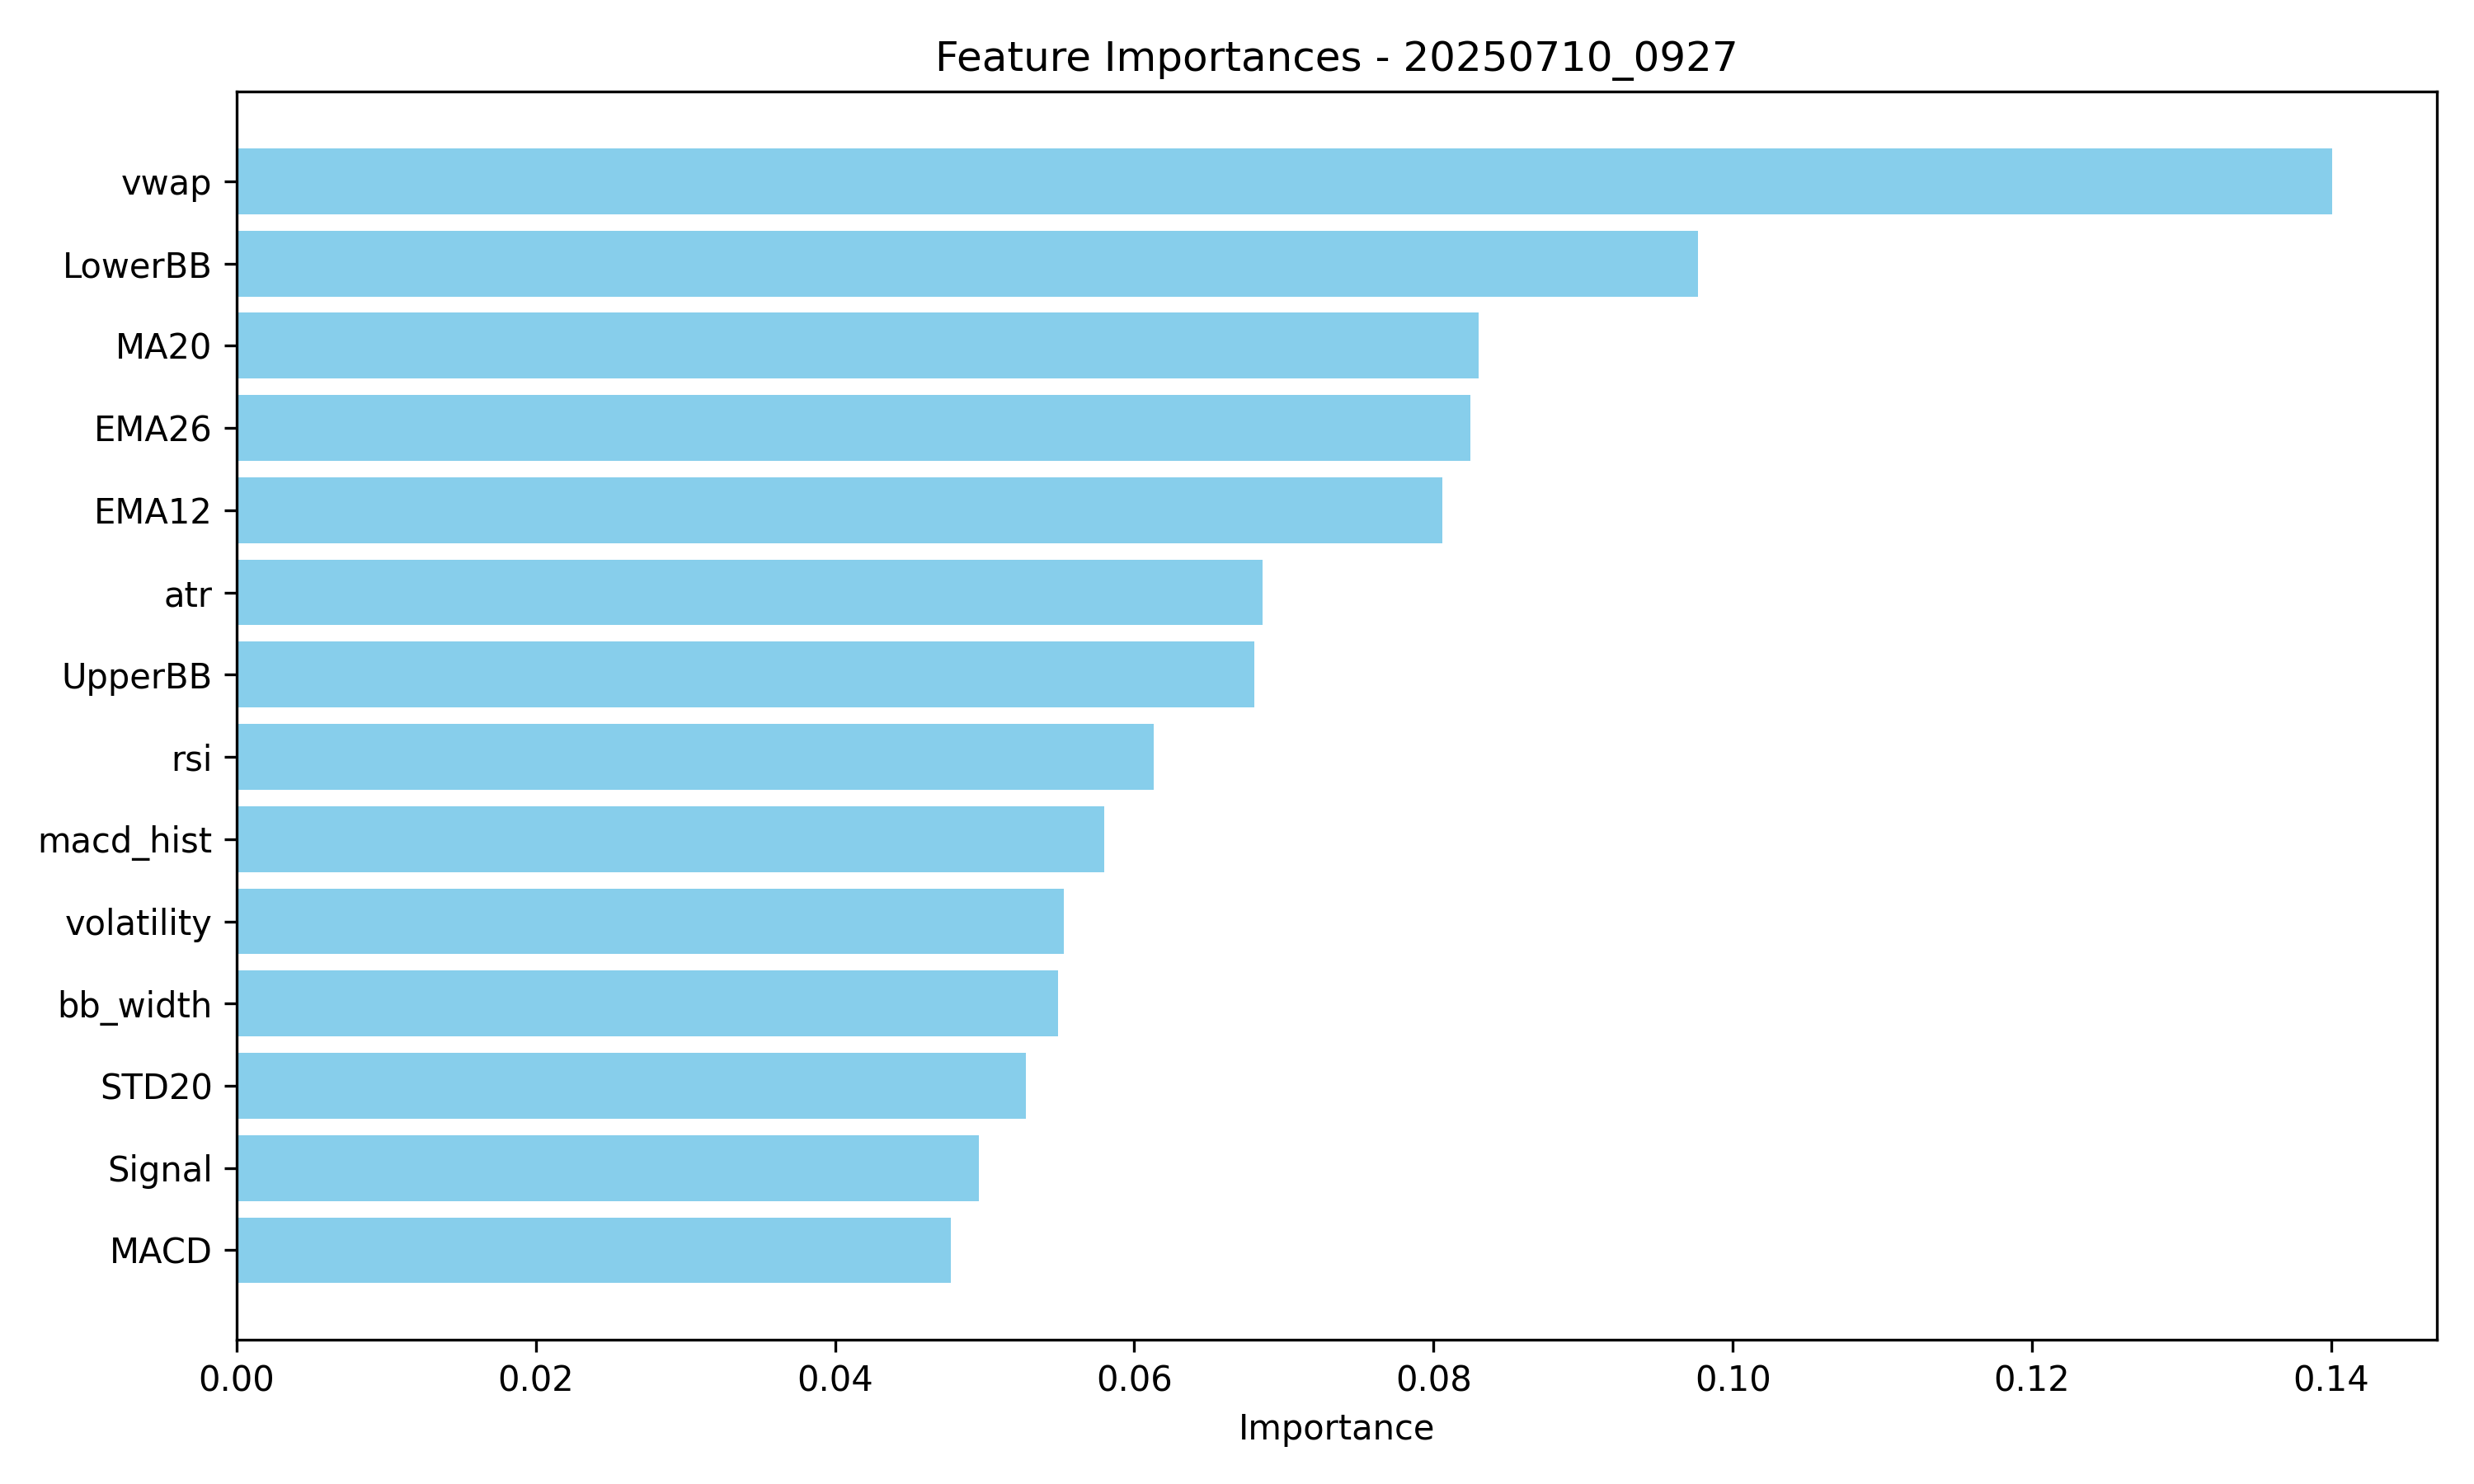 Feature Importances - 20250710_0927
vwap
LowerBB
MA20
EMA26
EMA12
atr
UpperBB
rsi
macd_hist
volatility
bb_width
STD20
Signal
MACD
0.00 0.02 0.04 0.06 0.08 0.10 0.12 0.14
Importance